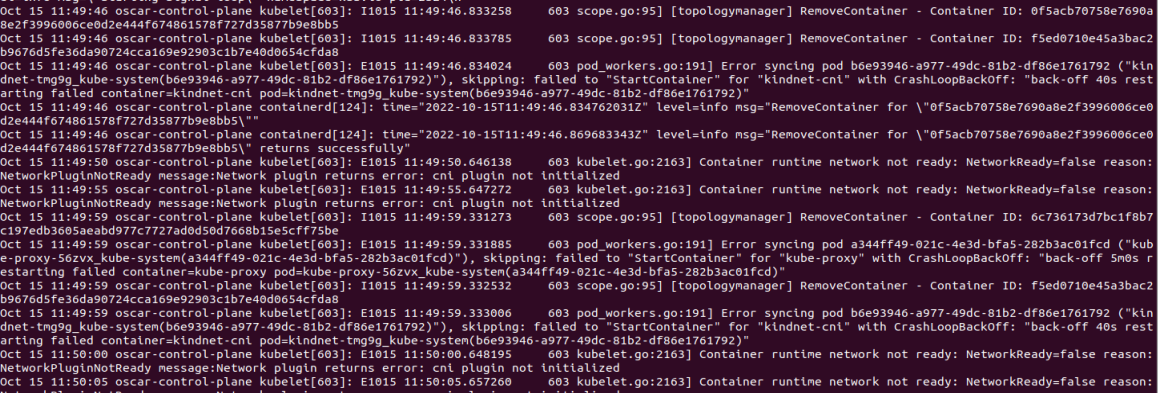 Oct 15 11:49:46 oscar-control-plane kubelet[603]: I1015 11:49:46.833258     603 scope.go:95] [topologymanager] RemoveContainer - Container ID: 0f5acb70758e7690a
8e2f3996006ce0d2e444f674861578f727d35877b9e8bb5
Oct 15 11:49:46 oscar-control-plane kubelet[603]: I1015 11:49:46.833785     603 scope.go:95] [topologymanager] RemoveContainer - Container ID: f5ed0710e45a3bac2
b9676d5fe36da90724cca169e92903c1b7e40d0654cfda8
Oct 15 11:49:46 oscar-control-plane kubelet[603]: E1015 11:49:46.834024     603 pod_workers.go:191] Error syncing pod b6e93946-a977-49dc-81b2-df86e1761792 ("kin
dnet-tmg9g_kube-system(b6e93946-a977-49dc-81b2-df86e1761792)"), skipping: failed to "StartContainer" for "kindnet-cni" with CrashLoopBackOff: "back-off 40s rest
arting failed container=kindnet-cni pod=kindnet-tmg9g_kube-system(b6e93946-a977-49dc-81b2-df86e1761792)"
Oct 15 11:49:46 oscar-control-plane containerd[124]: time="2022-10-15T11:49:46.834762031Z" level=info msg="RemoveContainer for \"0f5acb70758e7690a8e2f3996006ce0
d2e444f674861578f727d35877b9e8bb5\""
Oct 15 11:49:46 oscar-control-plane containerd[124]: time="2022-10-15T11:49:46.869683343Z" level=info msg="RemoveContainer for \"0f5acb70758e7690a8e2f3996006ce0
d2e444f674861578f727d35877b9e8bb5\" returns successfully"
Oct 15 11:49:50 oscar-control-plane kubelet[603]: E1015 11:49:50.646138     603 kubelet.go:2163] Container runtime network not ready: NetworkReady=false reason:
NetworkPluginNotReady message:Network plugin returns error: cni plugin not initialized
Oct 15 11:49:55 oscar-control-plane kubelet[603]: E1015 11:49:55.647272     603 kubelet.go:2163] Container runtime network not ready: NetworkReady=false reason:
NetworkPluginNotReady message:Network plugin returns error: cni plugin not initialized
Oct 15 11:49:59 oscar-control-plane kubelet[603]: I1015 11:49:59.331273     603 scope.go:95] [topologymanager] RemoveContainer - Container ID: 6c736173d7bc1f8b7
c197edb3605aeabd977c7727ad0d50d7668b15e5cff75be
Oct 15 11:49:59 oscar-control-plane kubelet[603]: E1015 11:49:59.331885     603 pod_workers.go:191] Error syncing pod a344ff49-021c-4e3d-bfa5-282b3ac01fcd ("kub
e-proxy-56zvx_kube-system(a344ff49-021c-4e3d-bfa5-282b3ac01fcd)"), skipping: failed to "StartContainer" for "kube-proxy" with CrashLoopBackOff: "back-off 5m0s r
estarting failed container=kube-proxy pod=kube-proxy-56zvx_kube-system(a344ff49-021c-4e3d-bfa5-282b3ac01fcd)"
Oct 15 11:49:59 oscar-control-plane kubelet[603]: I1015 11:49:59.332532     603 scope.go:95] [topologymanager] RemoveContainer - Container ID: f5ed0710e45a3bac2
b9676d5fe36da90724cca169e92903c1b7e40d0654cfda8
Oct 15 11:49:59 oscar-control-plane kubelet[603]: E1015 11:49:59.333006     603 pod_workers.go:191] Error syncing pod b6e93946-a977-49dc-81b2-df86e1761792 ("kin
dnet-tmg9g_kube-system(b6e93946-a977-49dc-81b2-df86e1761792)"), skipping: failed to "StartContainer" for "kindnet-cni" with CrashLoopBackOff: "back-off 40s rest
arting failed container=kindnet-cni pod=kindnet-tmg9g_kube-system(b6e93946-a977-49dc-81b2-df86e1761792)"
Oct 15 11:50:00 oscar-control-plane kubelet[603]: E1015 11:50:00.648195     603 kubelet.go:2163] Container runtime network not ready: NetworkReady=false reason:
NetworkPluginNotReady message:Network plugin returns error: cni plugin not initialized
Oct 15 11:50:05 oscar-control-plane kubelet[603]: E1015 11:50:05.657260     603 kubelet.go:2163] Container runtime network not ready: NetworkReady=false reason: